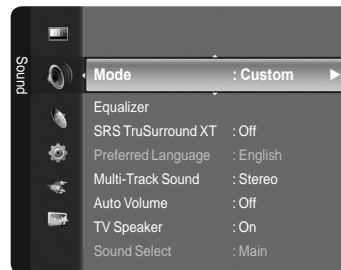 Sound
Mode : Custom ►
Equalizer
SRS TruSurround XT : Off
Preferred Language : English
Multi-Track Sound : Stereo
Auto Volume : Off
TV Speaker : On
Sound Select : Main